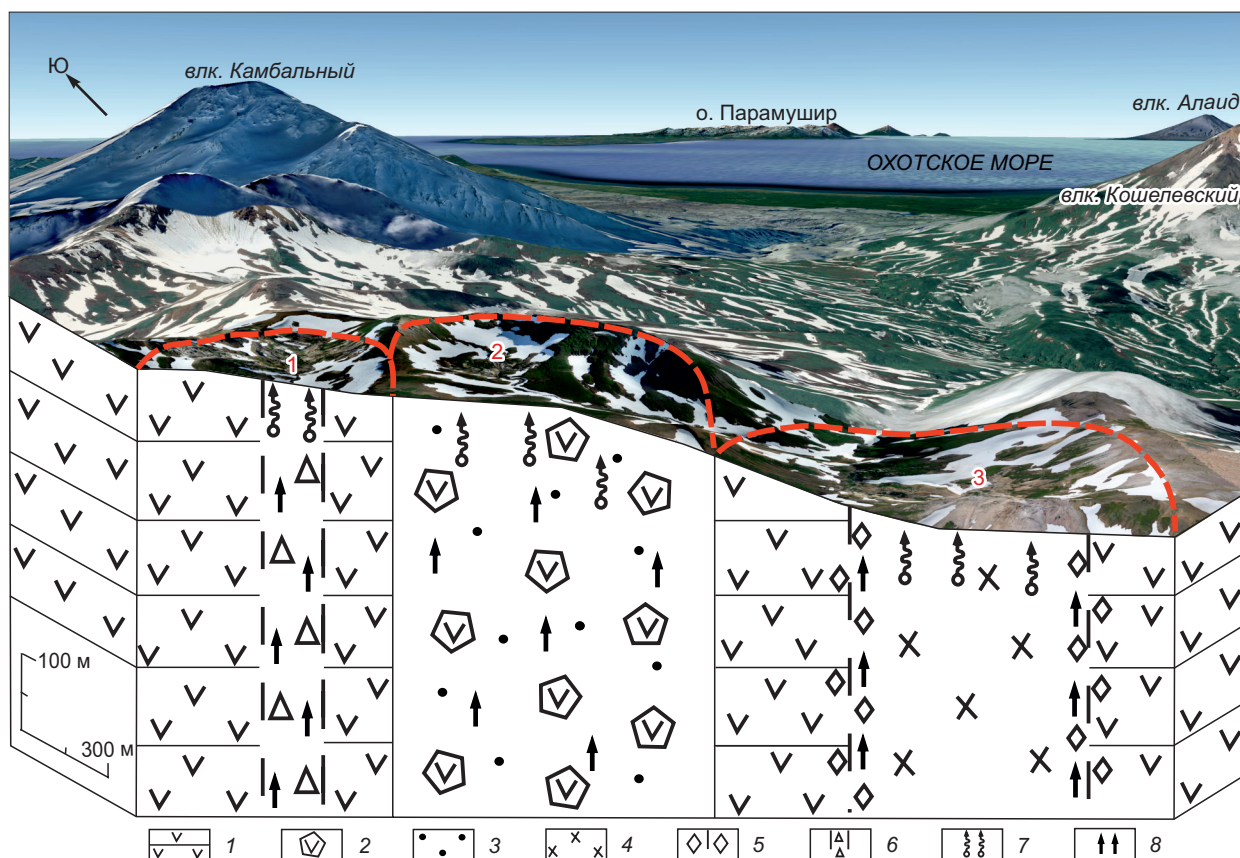 Ю
влк. Камбальный
о. Парамушир
влк. Алаид
ОХОТСКОЕ МОРЕ
влк. Кошелевский
1
2
3
100 м
300 м
1 2 3 4 5 6 7 8